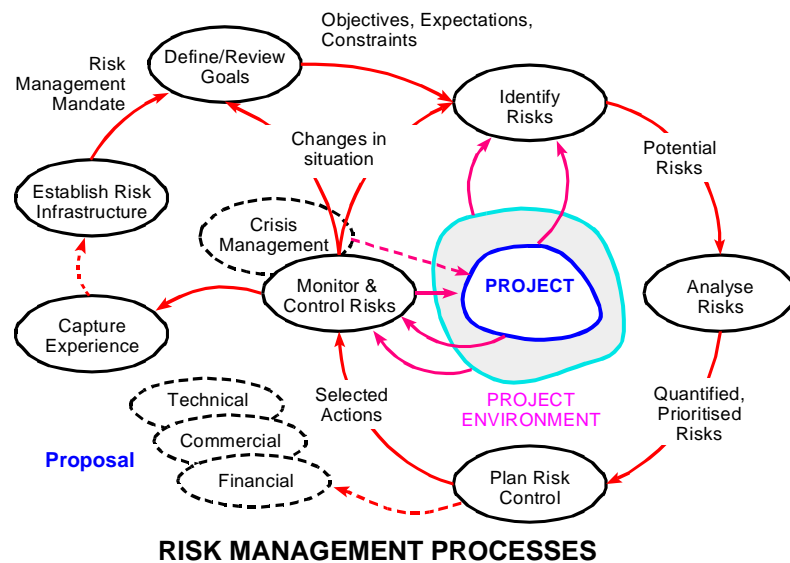 Objectives, Expectations,
Constraints
Define/Review
Goals
Risk
Management
Mandate
Identify
Risks
Changes in
situation
Potential
Risks
Establish Risk
Infrastructure
Crisis
Management
Monitor &
Control Risks
PROJECT
Analyse
Risks
Capture
Experience
Technical
Commercial
Financial
Proposal
Selected
Actions
PROJECT
ENVIRONMENT
Quantified,
Prioritised
Risks
Plan Risk
Control
RISK MANAGEMENT PROCESSES